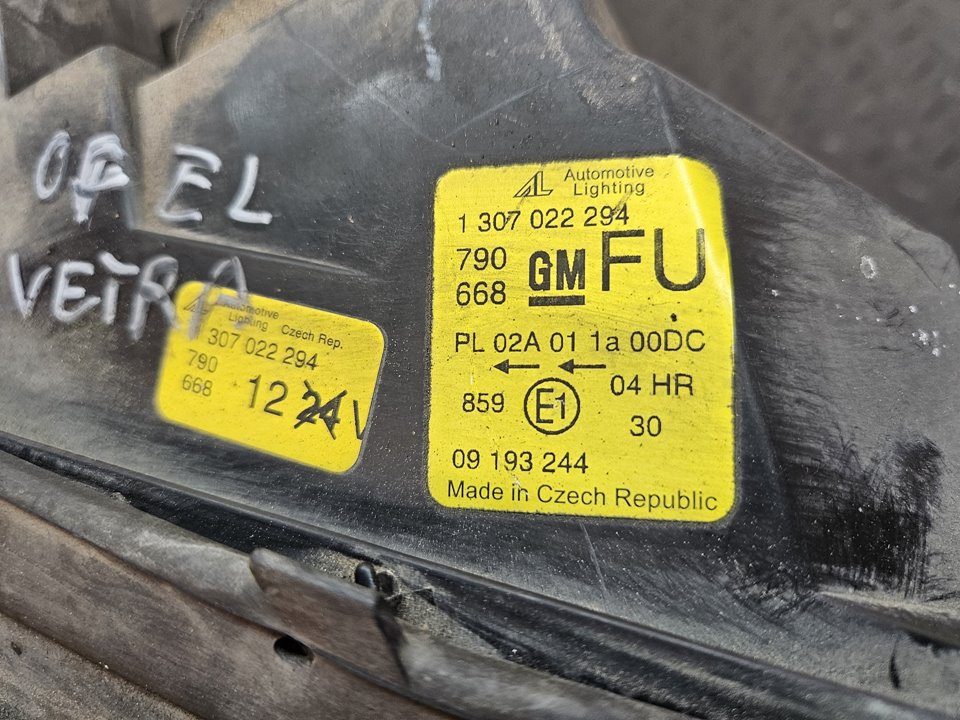 OPEL
VETRA
Automotive
Lighting Czech Rep.
307 022 294
790
668
12 24 V
Automotive
Lighting
1 307 022 294
790
668
GM FU
PL 02A 01 1a 00DC
859 E1 04 HR
30
09 193 244
Made in Czech Republic